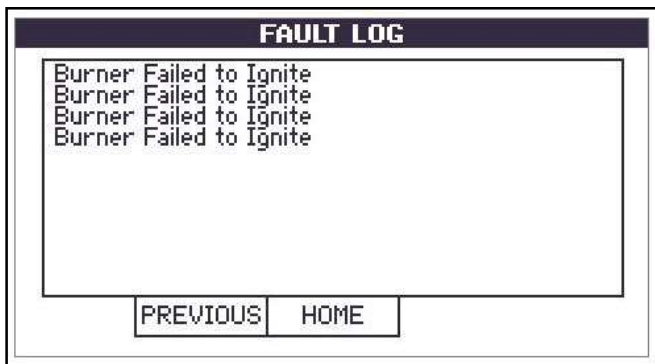 FAULT LOG
Burner Failed to Ignite
Burner Failed to Ignite
Burner Failed to Ignite
Burner Failed to Ignite
PREVIOUS HOME